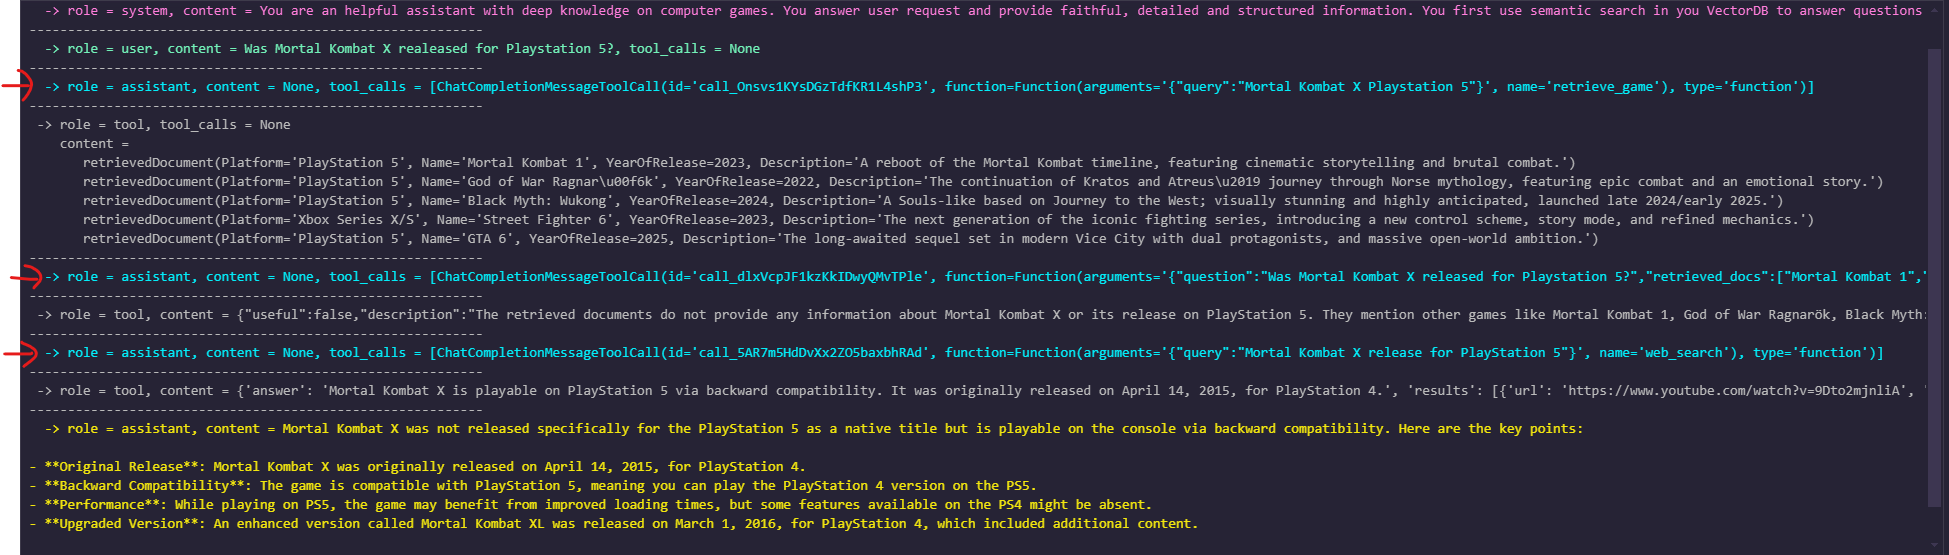 -> role = system, content = You are an helpful assistant with deep knowledge on computer games. You answer user request and provide faithful, detailed and structured information. You first use semantic search in you VectorDB to answer questions
----------------------------------------------------------
-> role = user, content = Was Mortal Kombat X realeased for Playstation 5?, tool_calls = None
----------------------------------------------------------
-> role = assistant, content = None, tool_calls = [ChatCompletionMessageToolCall(id='call_Onsvs1KYsDGzTdfKR1L4shP3', function=Function(arguments='{"query":"Mortal Kombat X Playstation 5"}', name='retrieve_game'), type='function')]
----------------------------------------------------------
-> role = tool, tool_calls = None
content =
retrievedDocument(Platform='PlayStation 5', Name='Mortal Kombat 1', YearOfRelease=2023, Description='A reboot of the Mortal Kombat timeline, featuring cinematic storytelling and brutal combat.')
retrievedDocument(Platform='PlayStation 5', Name='God of War Ragnar\u00f6k', YearOfRelease=2022, Description='The continuation of Kratos and Atreus\u2019 journey through Norse mythology, featuring epic combat and an emotional story.')
retrievedDocument(Platform='PlayStation 5', Name='Black Myth: Wukong', YearOfRelease=2024, Description='A Souls-like based on Journey to the West; visually stunning and highly anticipated, launched late 2024/early 2025.')
retrievedDocument(Platform='Xbox Series X/S', Name='Street Fighter 6', YearOfRelease=2023, Description='The next generation of the iconic fighting series, introducing a new control scheme, story mode, and refined mechanics.')
retrievedDocument(Platform='PlayStation 5', Name='GTA 6', YearOfRelease=2025, Description='The long-awaited sequel set in modern Vice City with dual protagonists, and massive open-world ambition.')
----------------------------------------------------------
-> role = assistant, content = None, tool_calls = [ChatCompletionMessageToolCall(id='call_dlxVcpJF1kzKkIDwyQMvTPle', function=Function(arguments='{"question":"Was Mortal Kombat X released for Playstation 5?","retrieved_docs":["Mortal Kombat 1","
----------------------------------------------------------
-> role = tool, content = {"useful":false,"description":"The retrieved documents do not provide any information about Mortal Kombat X or its release on PlayStation 5. They mention other games like Mortal Kombat 1, God of War Ragnarök, Black Myth:
----------------------------------------------------------
-> role = assistant, content = None, tool_calls = [ChatCompletionMessageToolCall(id='call_5AR7m5HdDvXx2ZO5baxbhRAd', function=Function(arguments='{"query":"Mortal Kombat X release for PlayStation 5"}', name='web_search'), type='function')]
----------------------------------------------------------
-> role = tool, content = {'answer': 'Mortal Kombat X is playable on PlayStation 5 via backward compatibility. It was originally released on April 14, 2015, for PlayStation 4.', 'results': [{'url': 'https://www.youtube.com/watch?v=9Dto2mjnliA', '
----------------------------------------------------------
-> role = assistant, content = Mortal Kombat X was not released specifically for the PlayStation 5 as a native title but is playable on the console via backward compatibility. Here are the key points:
- **Original Release**: Mortal Kombat X was originally released on April 14, 2015, for PlayStation 4.
- **Backward Compatibility**: The game is compatible with PlayStation 5, meaning you can play the PlayStation 4 version on the PS5.
- **Performance**: While playing on PS5, the game may benefit from improved loading times, but some features available on the PS4 might be absent.
- **Upgraded Version**: An enhanced version called Mortal Kombat XL was released on March 1, 2016, for PlayStation 4, which included additional content.